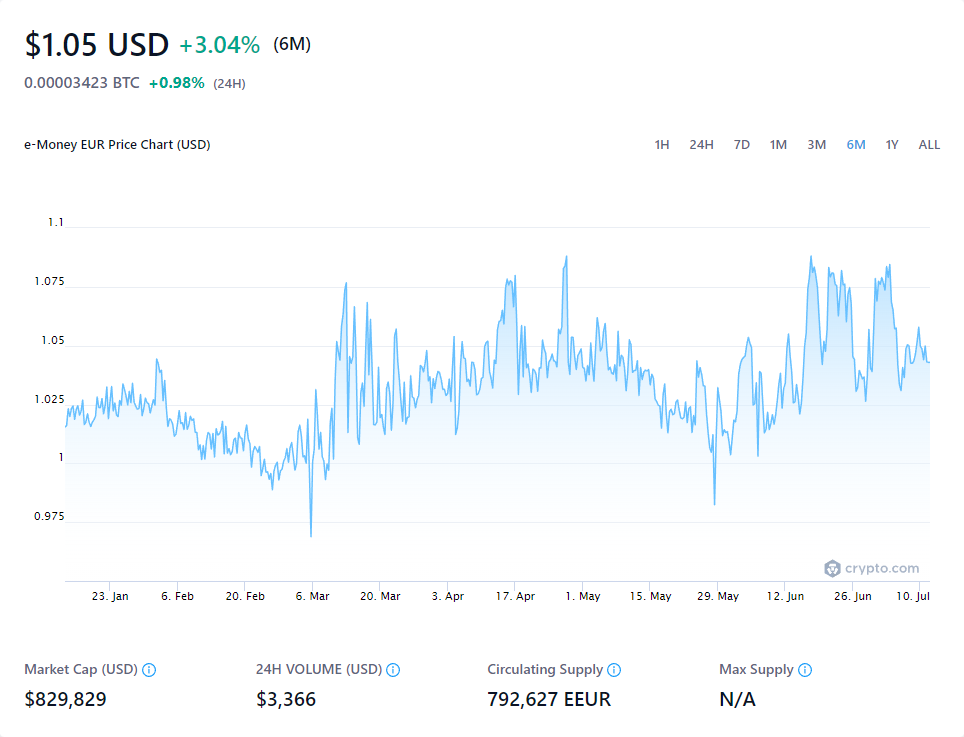 $1.05 USD +3.04% (6M)
0.00003423 BTC +0.98% (24H)
e-Money EUR Price Chart (USD) 1H 24H 7D 1M 3M 6M 1Y ALL
1.1
1.075
1.05
1.025
1
0.975
crypto.com
23. Jan 6. Feb 20. Feb 6. Mar 20. Mar 3. Apr 17. Apr 1. May 15. May 29. May 12. Jun 26. Jun 10. Jul
Market Cap (USD) 24H VOLUME (USD) Circulating Supply Max Supply
$829,829 $3,366 792,627 EEUR N/A